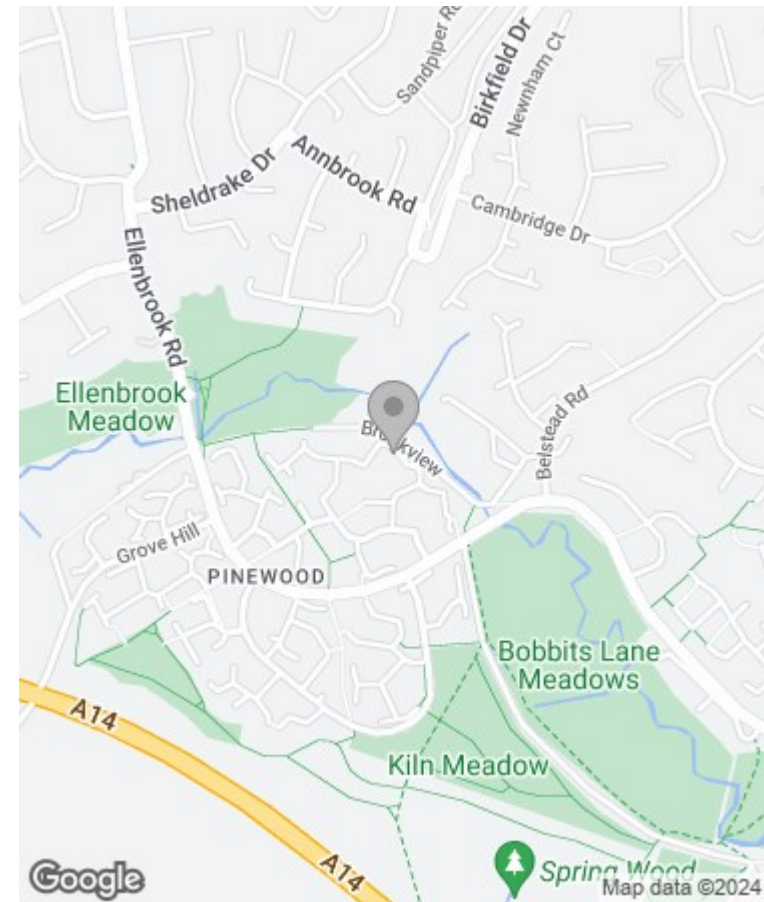 Sandpiper Rd
Birkfield Dr
Newnham Ct
Annbrook Rd
Sheldrake Dr
Cambridge Dr
Ellenbrook Rd
Ellenbrook
Meadow
Belstead Rd
Grove Hill
PINEWOOD
Bobbits Lane
Meadows
A14
Kiln Meadow
A14
Spring Wood
Google
Map data ©2024